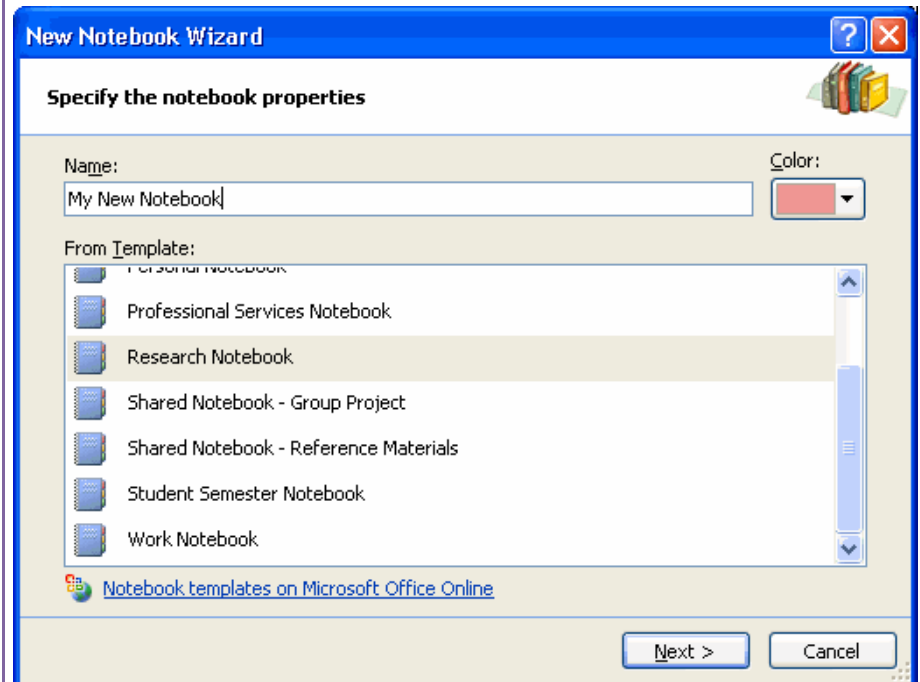 New Notebook Wizard
Specify the notebook properties
Name:
Color:
My New Notebook
From Template:
Personal Notebook
Professional Services Notebook
Research Notebook
Shared Notebook - Group Project
Shared Notebook - Reference Materials
Student Semester Notebook
Work Notebook
Notebook templates on Microsoft Office Online
Next >
Cancel